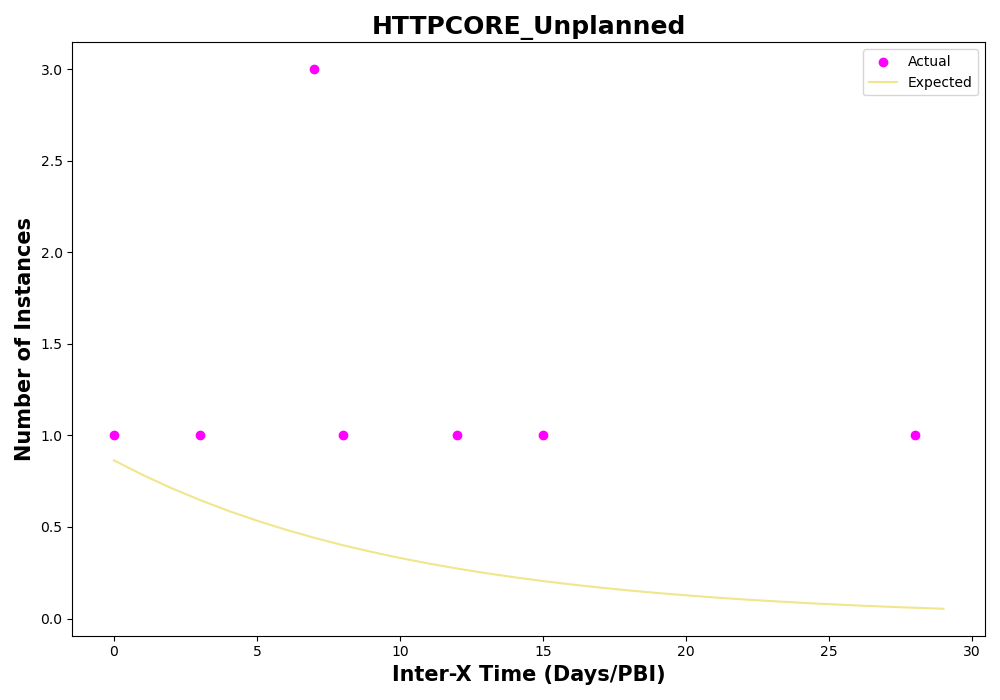 HTTPCORE_Unplanned
Actual
Expected
Number of Instances
3.0
2.5
2.0
1.5
1.0
0.5
0.0
0 5 10 15 20 25 30
Inter-X Time (Days/PBI)